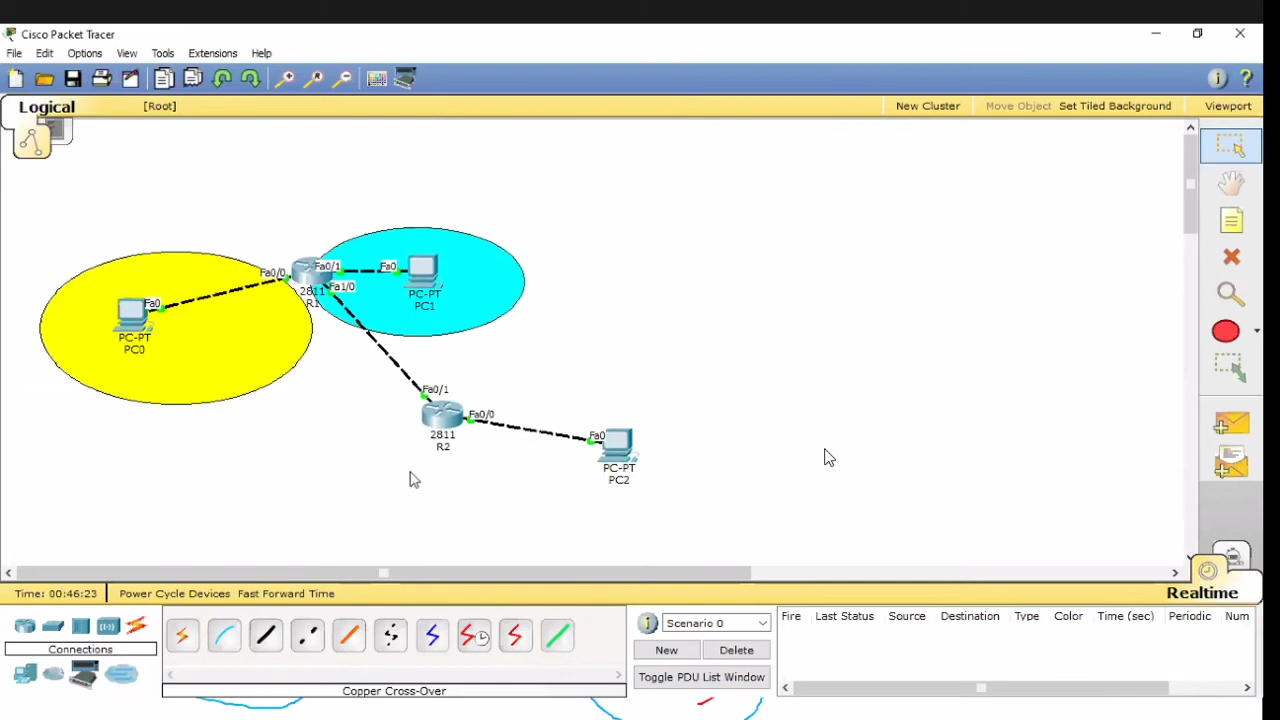 Cisco Packet Tracer
File Edit Options View Tools Extensions Help
Logical [Root] New Cluster Move Object Set Tiled Background Viewport
Fa0/0 Fa0/1 Fa0
Fa1/0
2811
R1
PC-PT
PC1
Fa0
PC-PT
PC0
Fa0/1
Fa0/0
2811
R2
Fa0
PC-PT
PC2
Time: 00:46:23 Power Cycle Devices Fast Forward Time Realtime
Connections
Copper Cross-Over
Scenario 0
New Delete
Toggle PDU List Window
Fire Last Status Source Destination Type Color Time (sec) Periodic Num